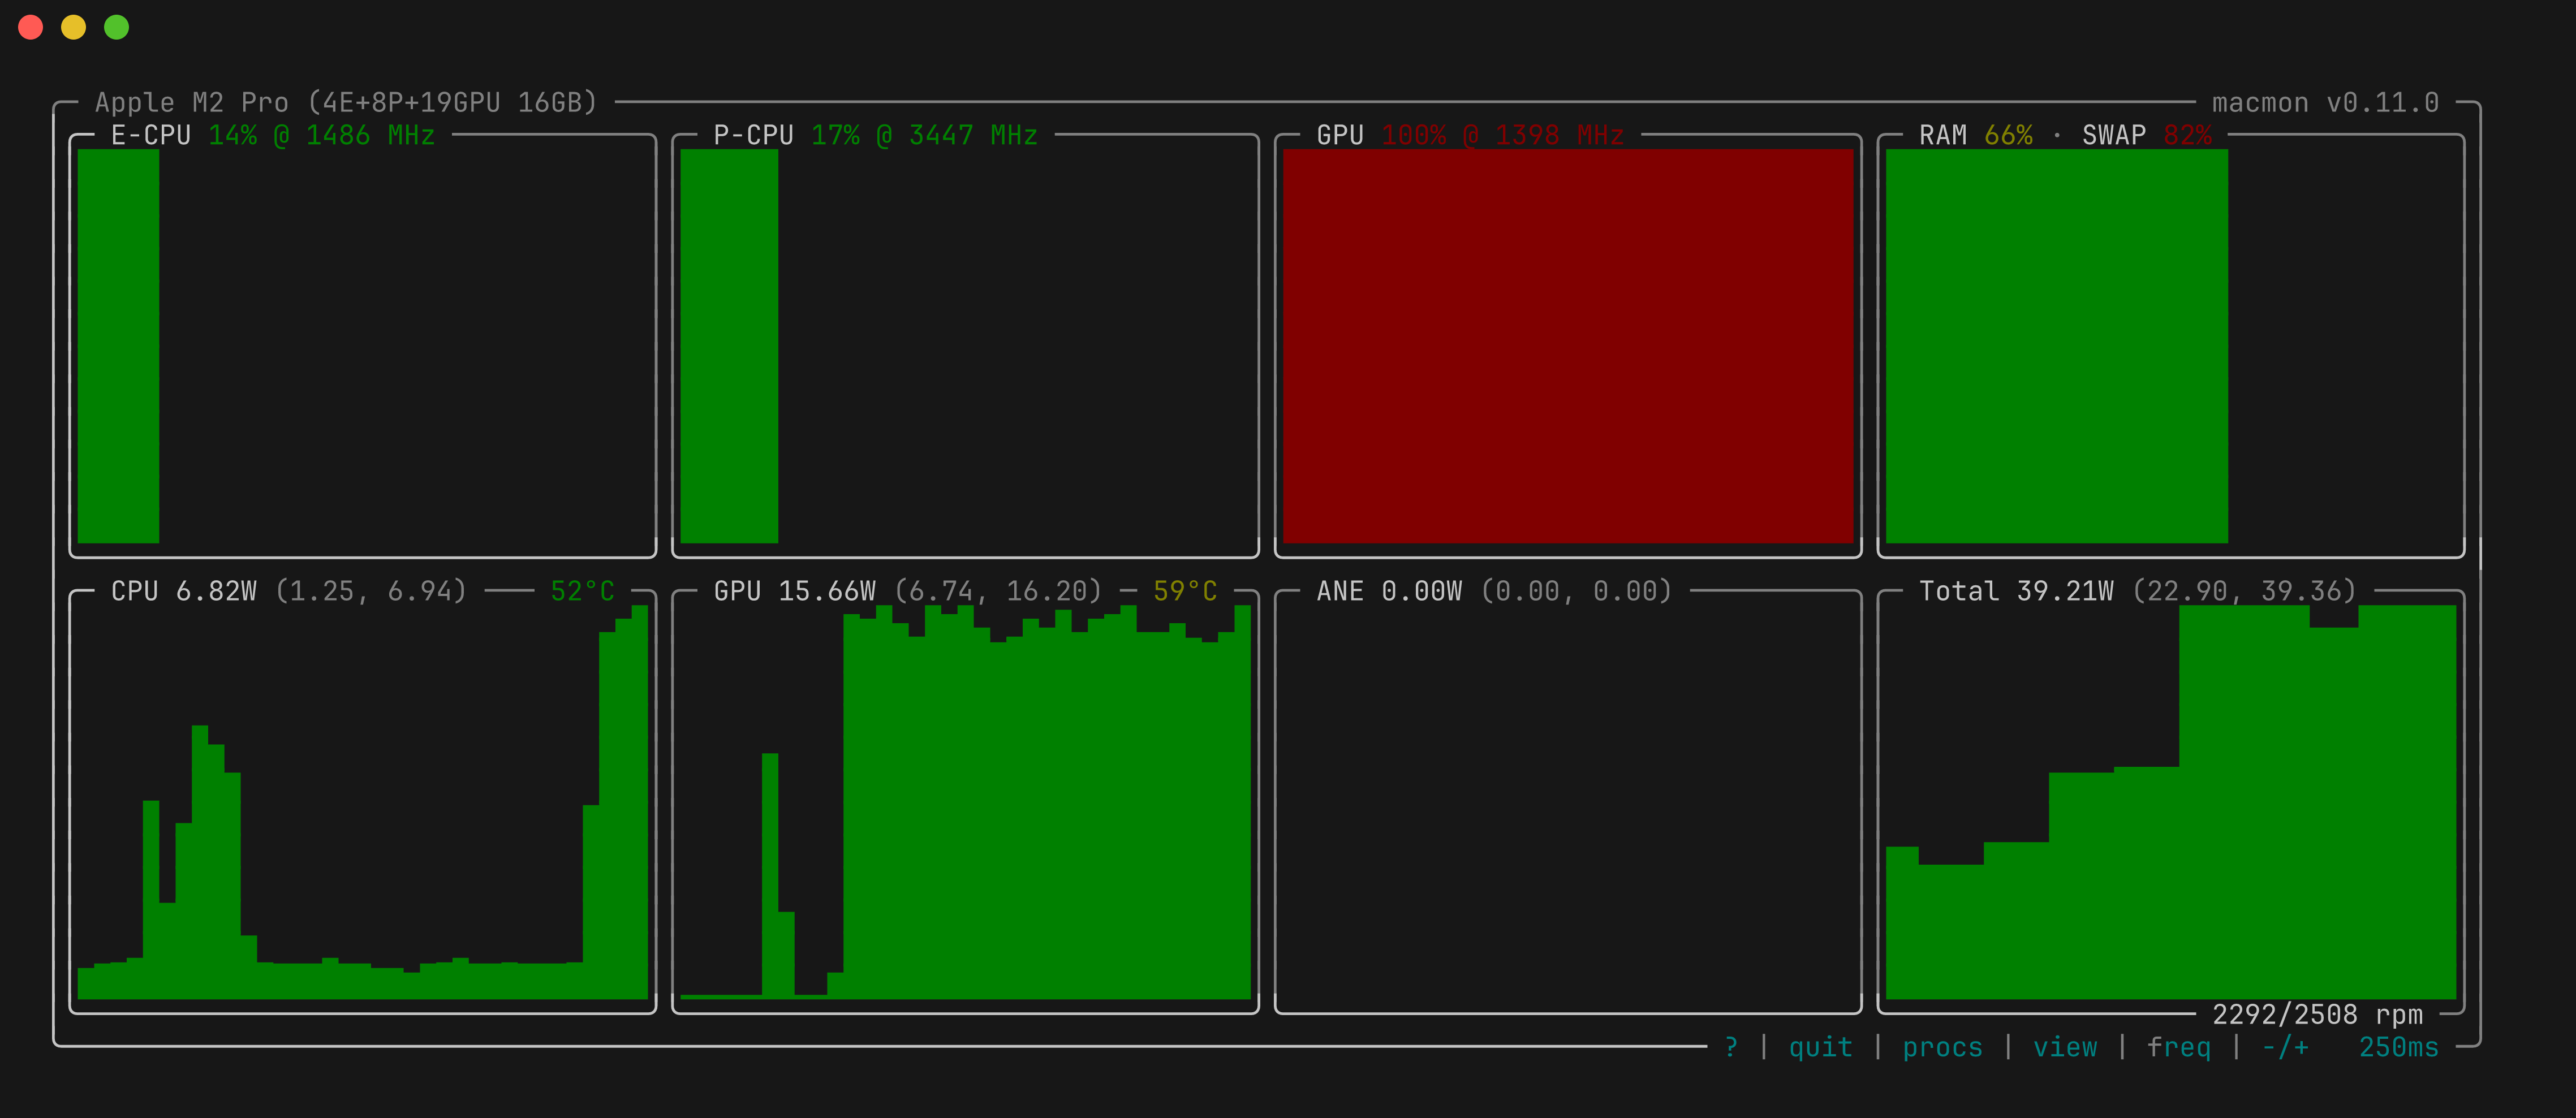 Apple M2 Pro (4E+8P+19GPU 16GB) macmon v0.11.0
E-CPU 14% @ 1486 MHz P-CPU 17% @ 3447 MHz GPU 100% @ 1398 MHz RAM 66% · SWAP 82%
CPU 6.82W (1.25, 6.94) 52°C GPU 15.66W (6.74, 16.20) 59°C ANE 0.00W (0.00, 0.00) Total 39.21W (22.90, 39.36)
2292/2508 rpm
? | quit | procs | view | freq | -/+ 250ms